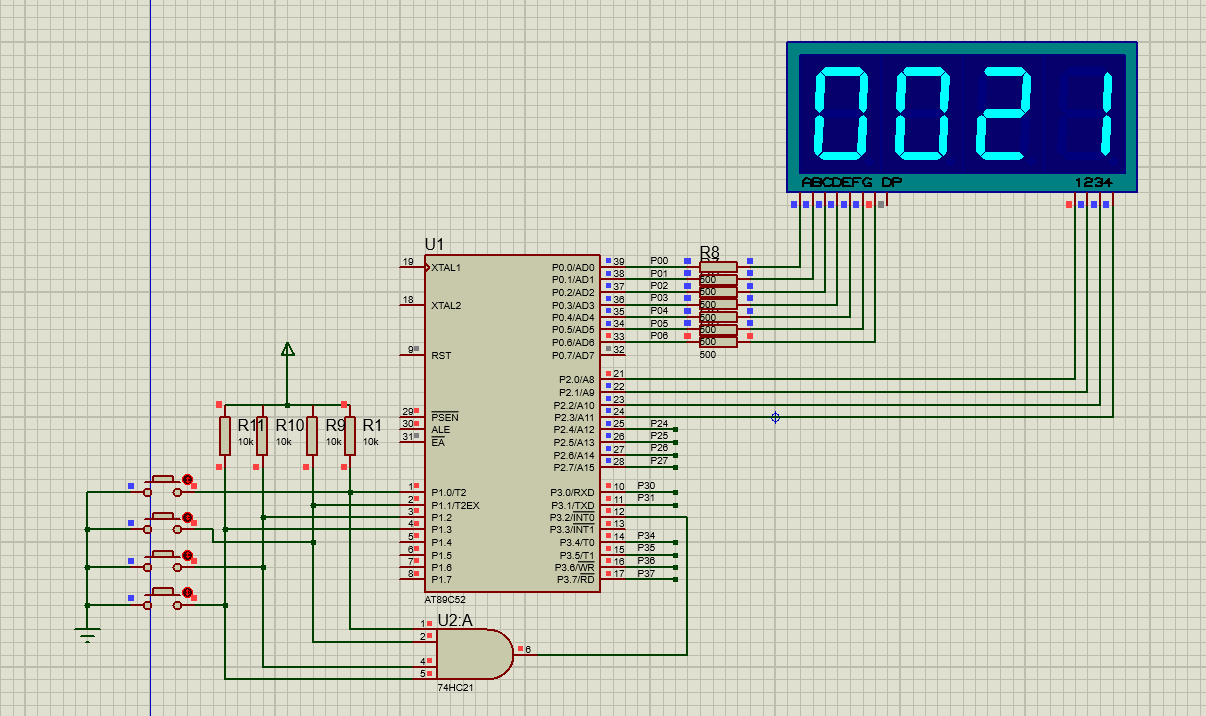 0021
ABCDEFG DP
1234
U1
R8
19
XTAL1
18
XTAL2
9
RST
29
PSEN
30
ALE
31
EA
1
P1.0/T2
2
P1.1/T2EX
3
P1.2
4
P1.3
5
P1.4
6
P1.5
7
P1.6
8
P1.7
P0.0/AD0
39
P00
P0.1/AD1
38
P01
P0.2/AD2
37
P02
P0.3/AD3
36
P03
P0.4/AD4
35
P04
P0.5/AD5
34
P05
P0.6/AD6
33
P06
P0.7/AD7
32
500
500
500
500
500
500
P2.0/A8
21
P2.1/A9
22
P2.2/A10
23
P2.3/A11
24
P2.4/A12
25
P24
P2.5/A13
26
P25
P2.6/A14
27
P26
P2.7/A15
28
P27
P3.0/RXD
10
P30
P3.1/TXD
11
P31
P3.2/INT0
12
P3.3/INT1
13
P3.4/T0
14
P34
P3.5/T1
15
P35
P3.6/WR
16
P36
P3.7/RD
17
P37
AT89C52
R11
10k
R10
10k
R9
10k
R1
10k
U2:A
1
2
4
5
6
74HC21